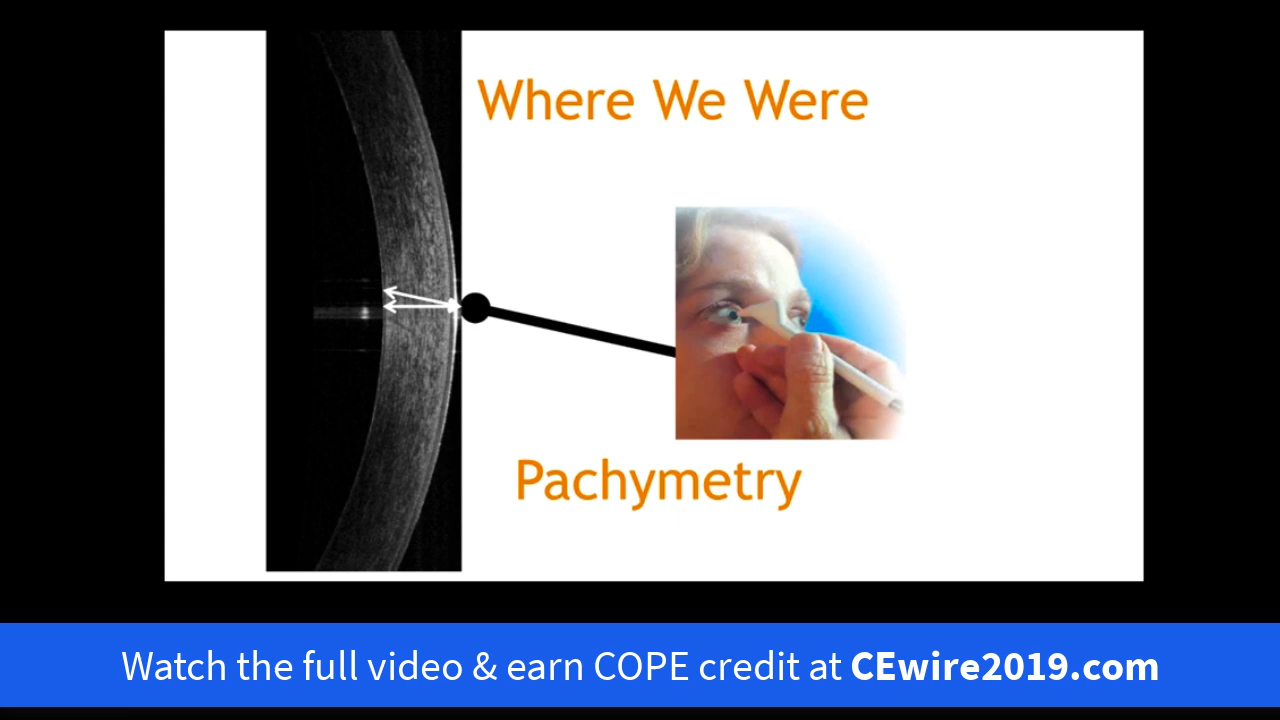 Where We Were
Pachymetry
Watch the full video & earn COPE credit at CEwire2019.com